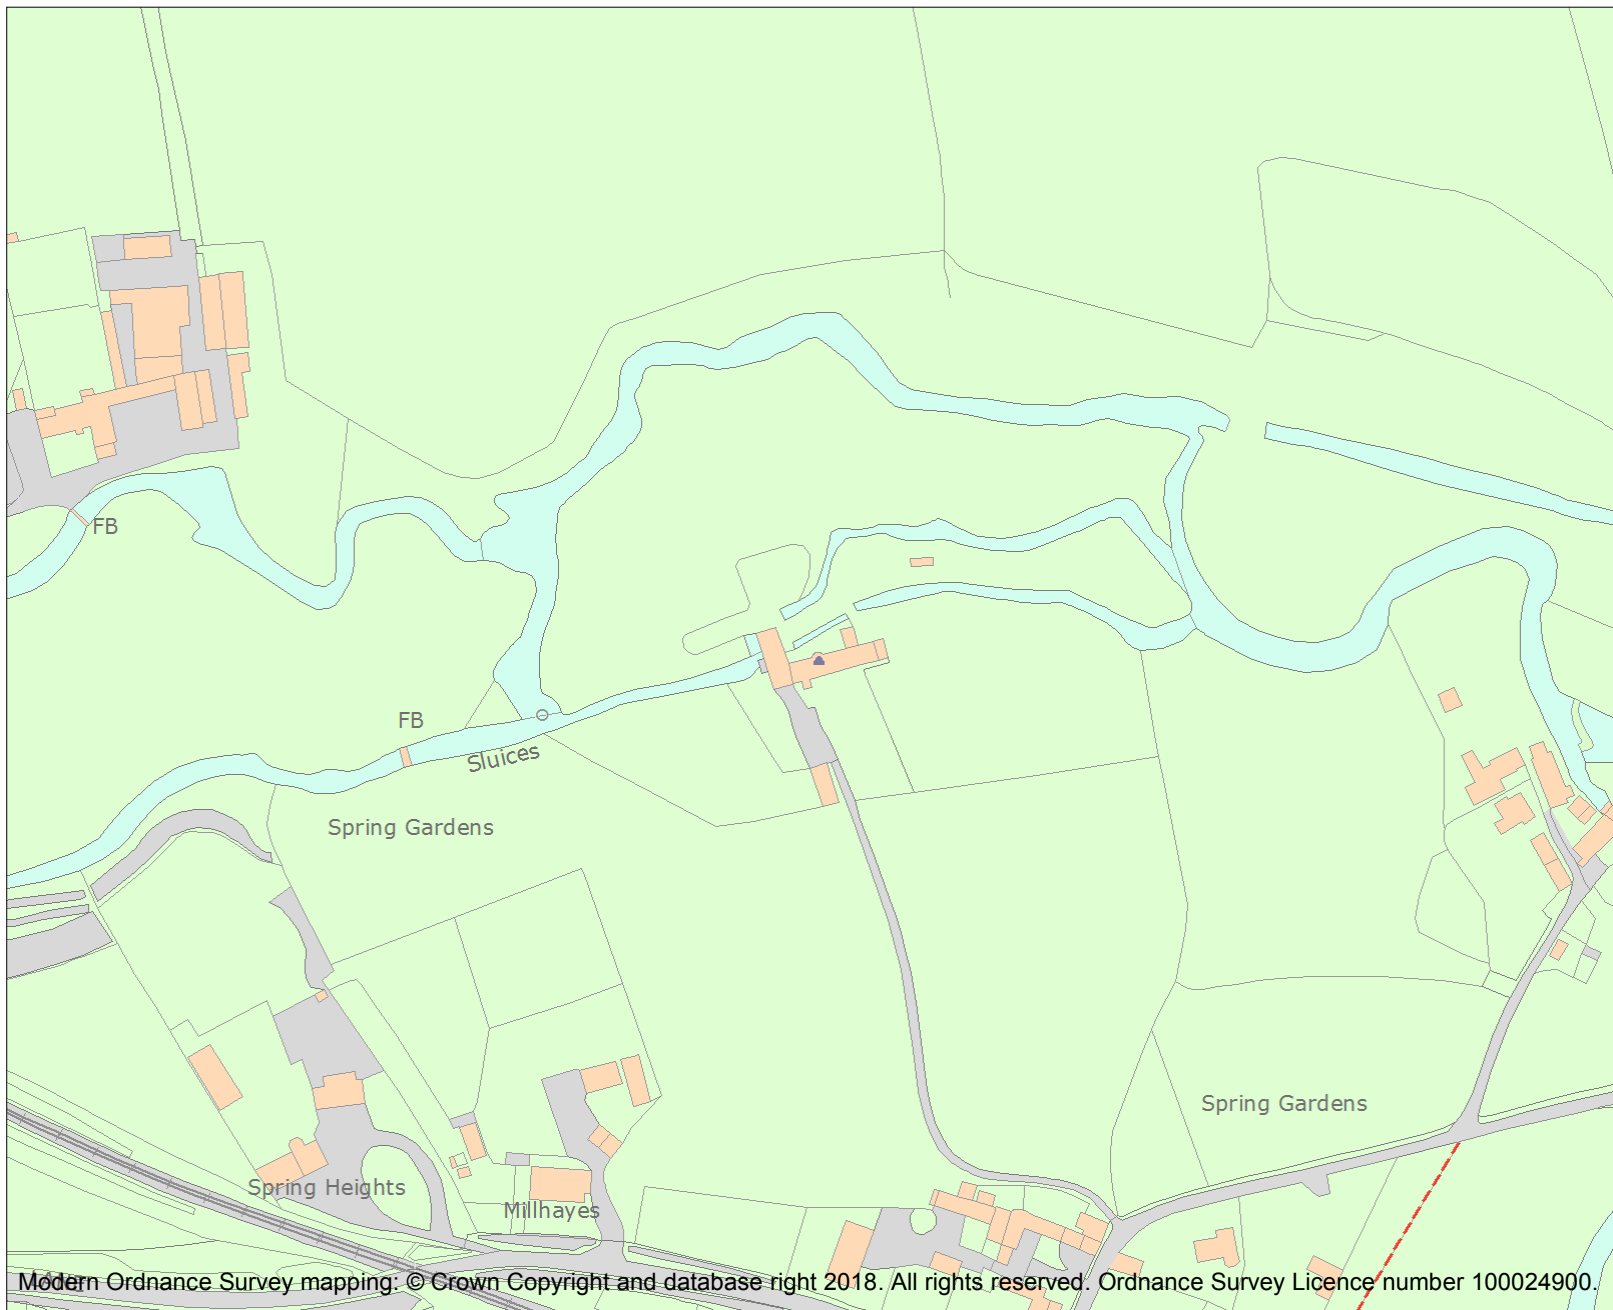 FB
FB
Sluices
Spring Gardens
Spring Gardens
Spring Heights
Millhayes
Modern Ordnance Survey mapping: © Crown Copyright and database right 2018. All rights reserved. Ordnance Survey Licence number 100024900.